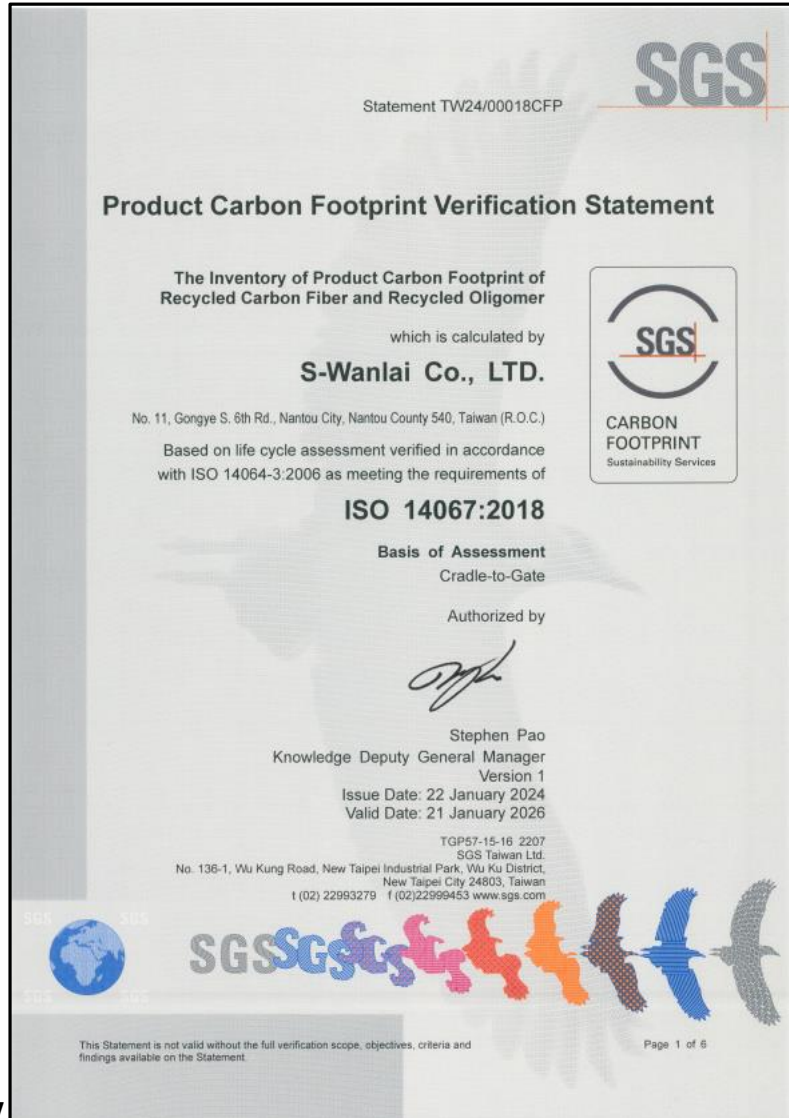 SGS
Statement TW24/00018CFP
Product Carbon Footprint Verification Statement
The Inventory of Product Carbon Footprint of
Recycled Carbon Fiber and Recycled Oligomer
which is calculated by
S-Wanlai Co., LTD.
No. 11, Gongye S. 6th Rd., Nantou City, Nantou County 540, Taiwan (R.O.C.)
Based on life cycle assessment verified in accordance
with ISO 14064-3:2006 as meeting the requirements of
ISO 14067:2018
Basis of Assessment
Cradle-to-Gate
Authorized by
SGS
CARBON
FOOTPRINT
Sustainability Services
Stephen Pao
Knowledge Deputy General Manager
Version 1
Issue Date: 22 January 2024
Valid Date: 21 January 2026
TGP57-15-16 2207
SGS Taiwan Ltd.
No. 136-1, Wu Kung Road, New Taipei Industrial Park, Wu Ku District,
New Taipei City 24803, Taiwan
t (02) 22993279 f (02)22999453 www.sgs.com
SGS SGS
SGS SGS SGS
SGS SGS
This Statement is not valid without the full verification scope, objectives, criteria and
findings available on the Statement.
Page 1 of 6